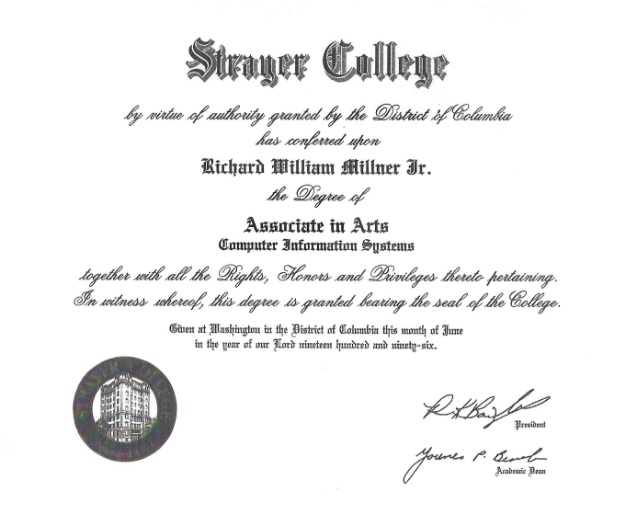 Strayer College
by virtue of authority granted by the District of Columbia
has conferred upon
Richard William Millner Jr.
the Degree of
Associate in Arts
Computer Information Systems
together with all the Rights, Honors and Privileges thereto pertaining.
In witness whereof, this degree is granted bearing the seal of the College.
Given at Washington in the District of Columbia this month of June
in the year of our Lord nineteen hundred and ninety-six.
STRAYER COLLEGE
President
Academic Dean